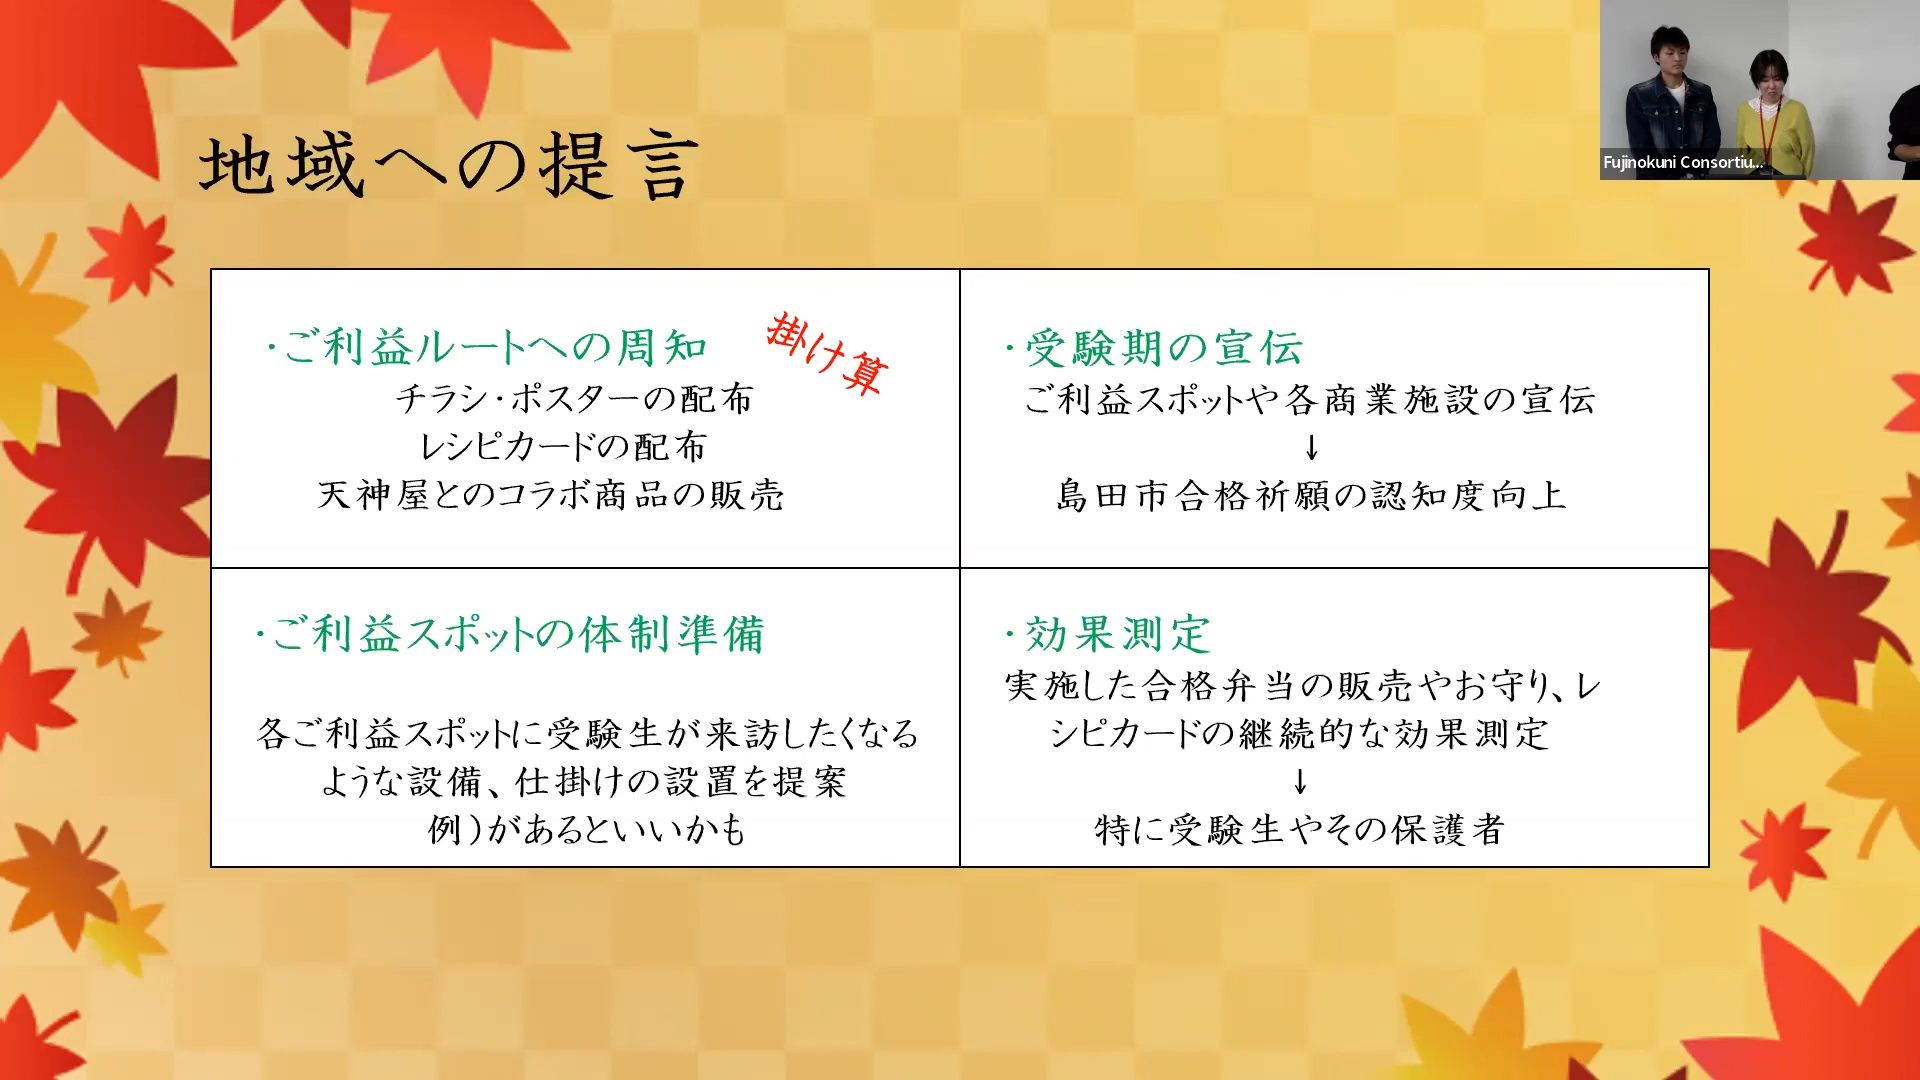 地域への提言
・ご利益ルートへの周知
掛け算
チラシ・ポスターの配布
レシピカードの配布
天神屋とのコラボ商品の販売
・受験期の宣伝
ご利益スポットや各商業施設の宣伝
↓
島田市合格祈願の認知度向上
・ご利益スポットの体制準備
各ご利益スポットに受験生が来訪したくなる
ような設備、仕掛けの設置を提案
例）があるといいかも
・効果測定
実施した合格弁当の販売やお守り、レ
シピカードの継続的な効果測定
↓
特に受験生やその保護者
Fujinokuni Consortiu...